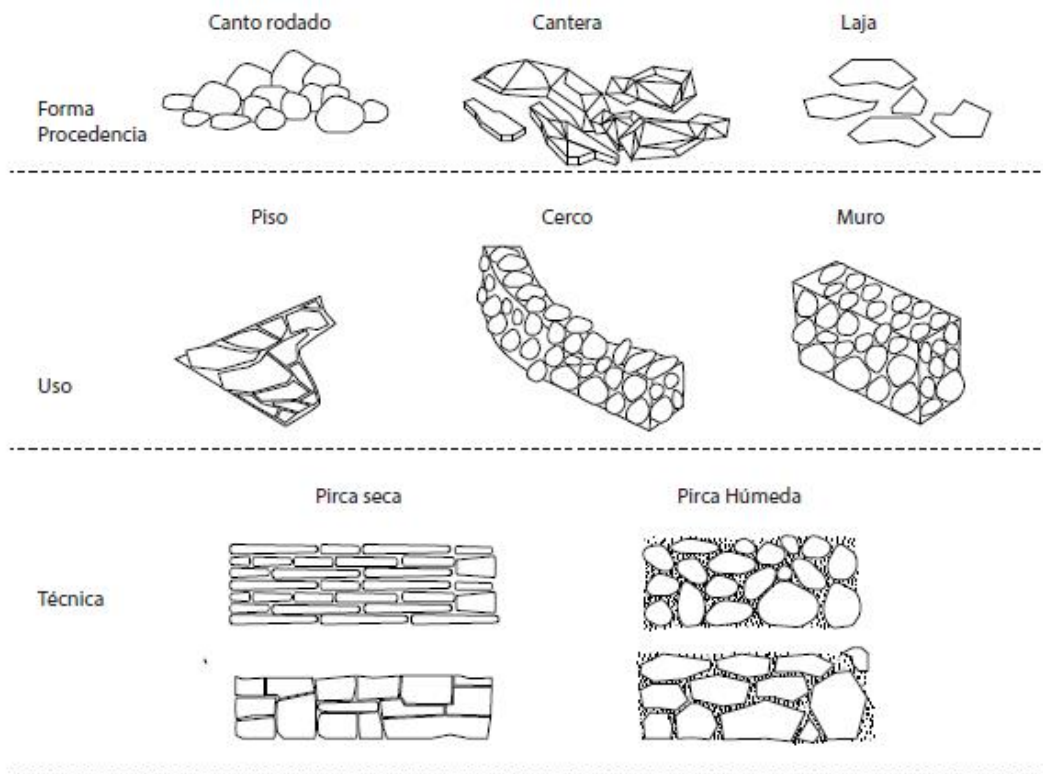 Canto rodado
Cantera
Laja
Forma
Procedencia
Piso
Cerco
Muro
Uso
Pirca seca
Pirca Húmeda
Técnica